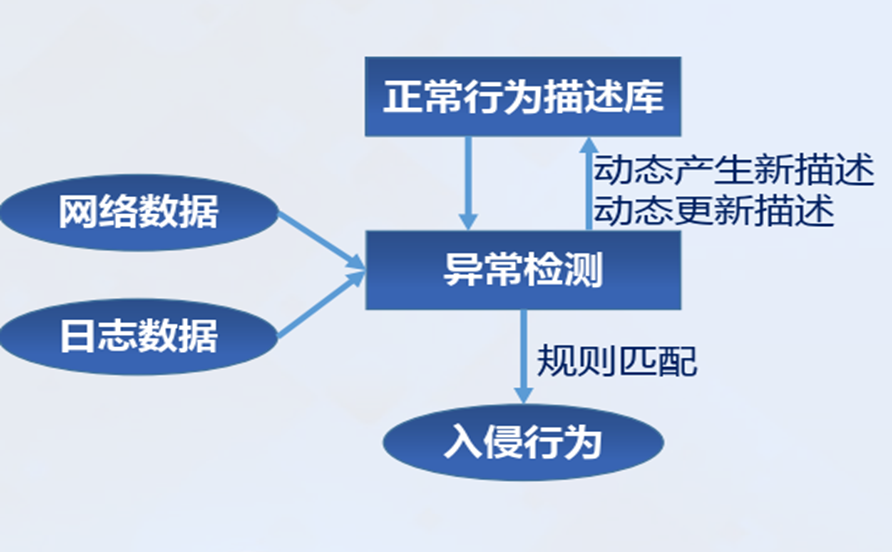 正常行为描述库
动态产生新描述
动态更新描述
网络数据
异常检测
日志数据
规则匹配
入侵行为